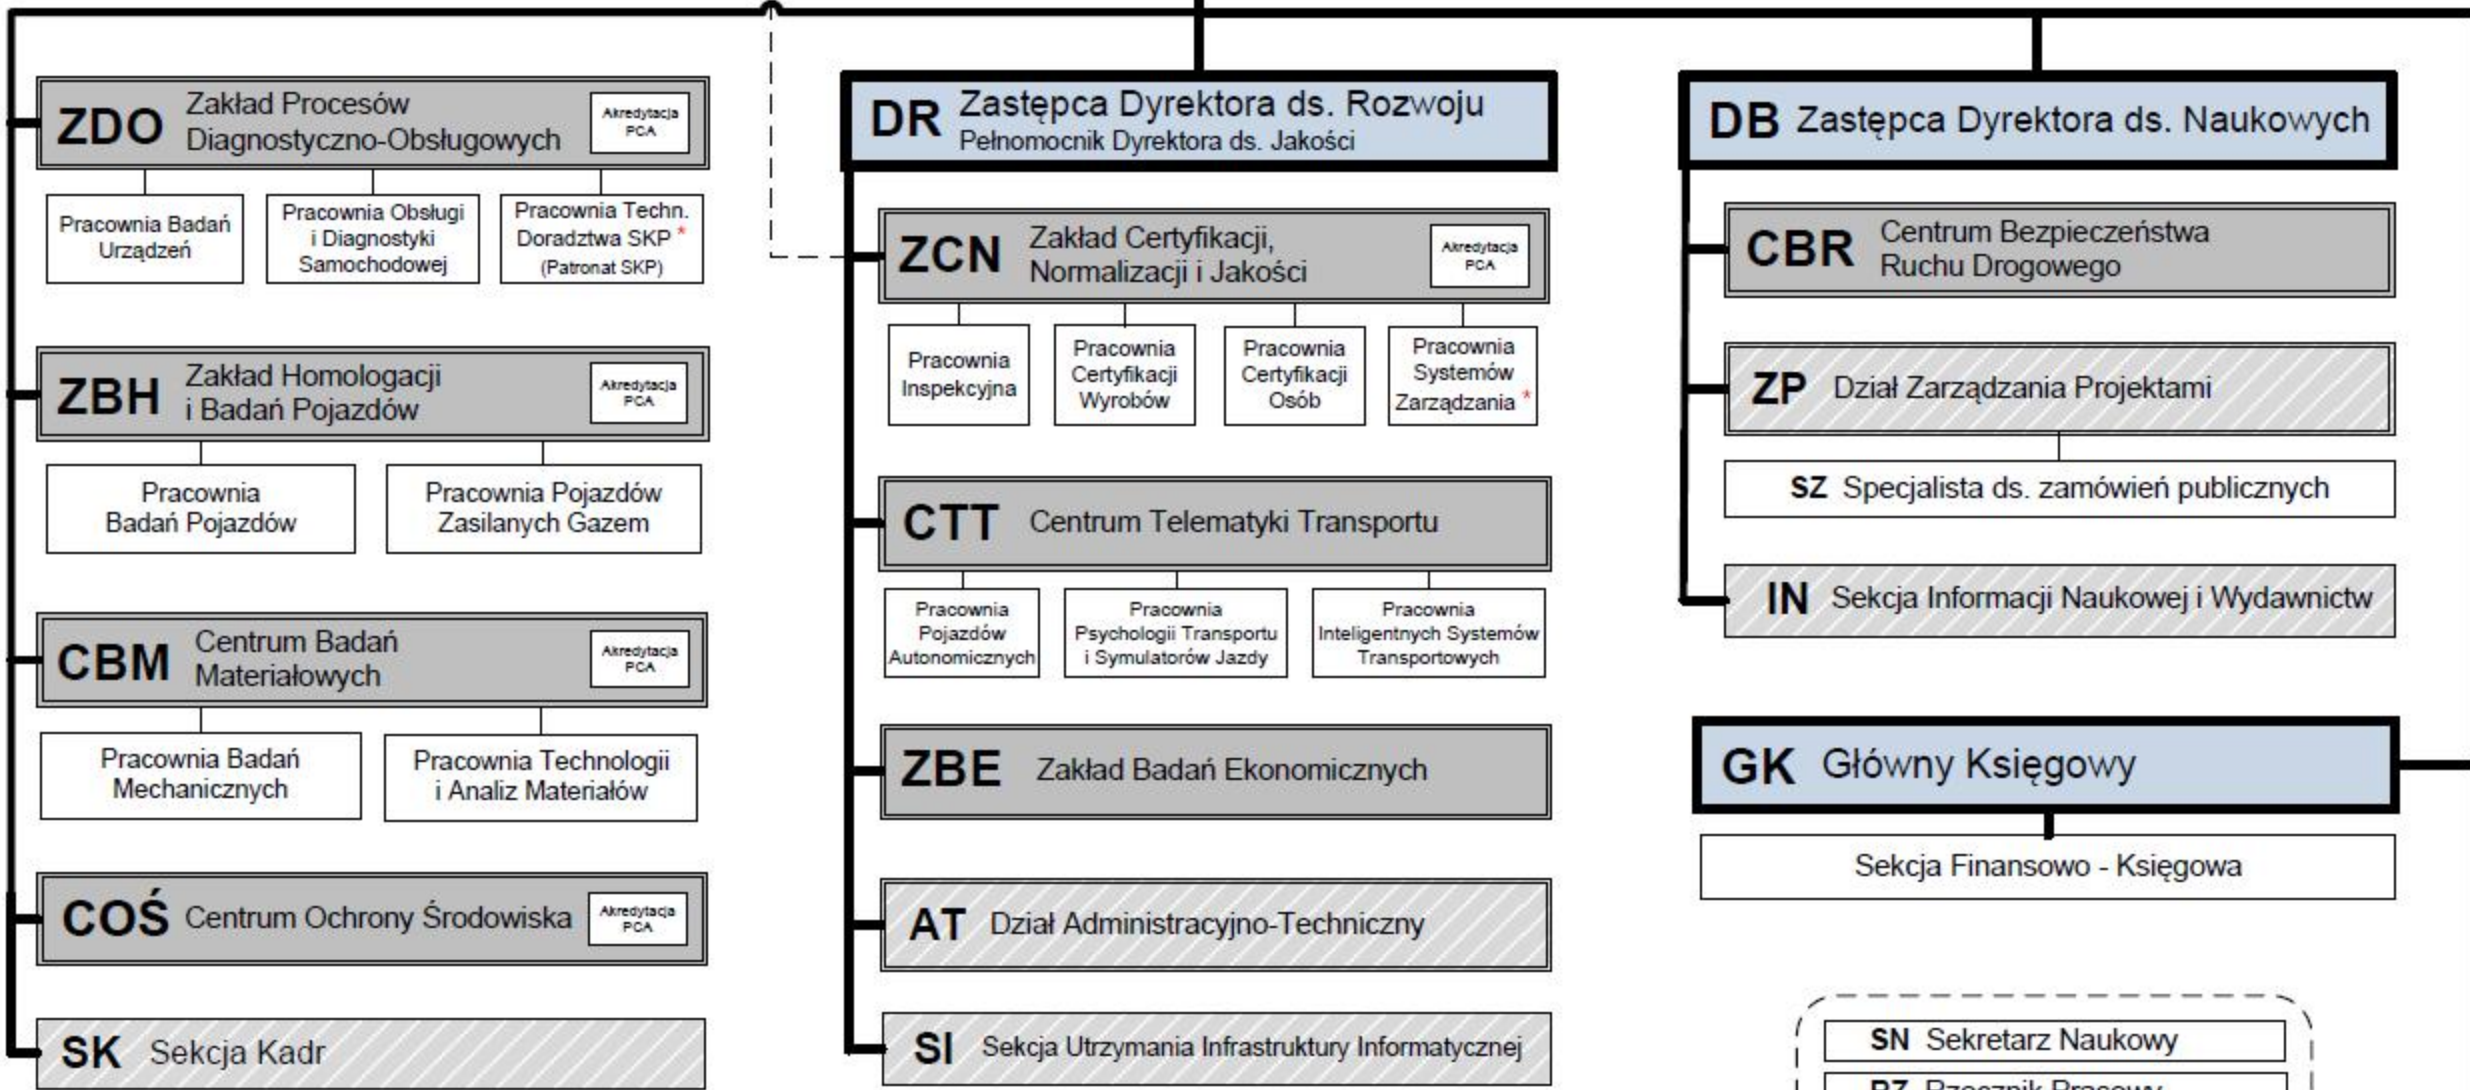 ZDO
Zakład Procesów
Diagnostyczno-Obsługowych
Akredytacja
PCA
Pracownia Badań
Urządzeń
Pracownia Obsługi
i Diagnostyki
Samochodowej
Pracownia Techn.
Doradztwa SKP *
(Patronat SKP)
ZBH
Zakład Homologacji
i Badań Pojazdów
Akredytacja
PCA
Pracownia
Badań Pojazdów
Pracownia Pojazdów
Zasilanych Gazem
CBM
Centrum Badań
Materiałowych
Akredytacja
PCA
Pracownia Badań
Mechanicznych
Pracownia Technologii
i Analiz Materiałów
COŚ Centrum Ochrony Środowiska
Akredytacja
PCA
SK Sekcja Kadr
DR
Zastępca Dyrektora ds. Rozwoju
Pełnomocnik Dyrektora ds. Jakości
ZCN
Zakład Certyfikacji,
Normalizacji i Jakości
Akredytacja
PCA
Pracownia
Inspekcyjna
Pracownia
Certyfikacji
Wyrobów
Pracownia
Certyfikacji
Osób
Pracownia
Systemów
Zarządzania *
CTT Centrum Telematyki Transportu
Pracownia
Pojazdów
Autonomicznych
Pracownia
Psychologii Transportu
i Symulatorów Jazdy
Pracownia
Inteligentnych Systemów
Transportowych
ZBE Zakład Badań Ekonomicznych
AT Dział Administracyjno-Techniczny
SI Sekcja Utrzymania Infrastruktury Informatycznej
DB Zastępca Dyrektora ds. Naukowych
CBR
Centrum Bezpieczeństwa
Ruchu Drogowego
ZP Dział Zarządzania Projektami
SZ Specjalista ds. zamówień publicznych
IN Sekcja Informacji Naukowej i Wydawnictw
GK Główny Księgowy
Sekcja Finansowo - Księgowa
SN Sekretarz Naukowy
RZ Rzecznik Prasowy